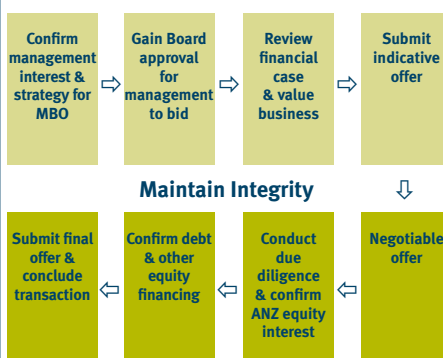 Confirm
management
interest &
strategy for
MBO
Gain Board
approval
for
management
to bid
Review
financial
case
& value
business
Submit
indicative
offer
Maintain Integrity
Negotiable
offer
Conduct
due
diligence
& confirm
ANZ equity
interest
Confirm debt
& other
equity
financing
Submit final
offer &
conclude
transaction